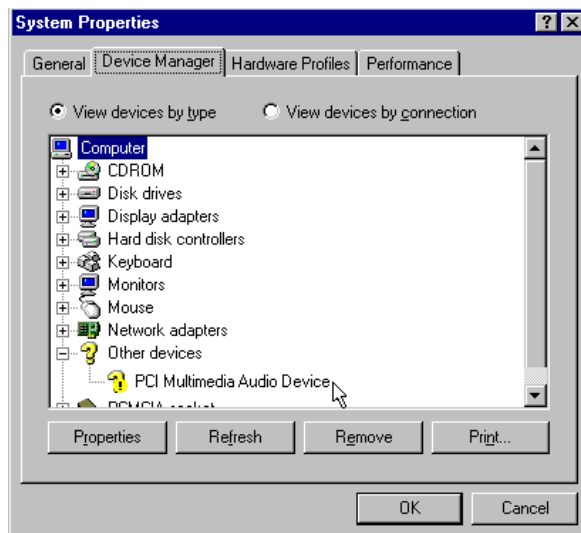 System Properties
General Device Manager Hardware Profiles Performance
View devices by type View devices by connection
Computer
CDROM
Disk drives
Display adapters
Hard disk controllers
Keyboard
Monitors
Mouse
Network adapters
Other devices
PCI Multimedia Audio Device
PCMCIA socket
Properties Refresh Remove Print...
OK Cancel